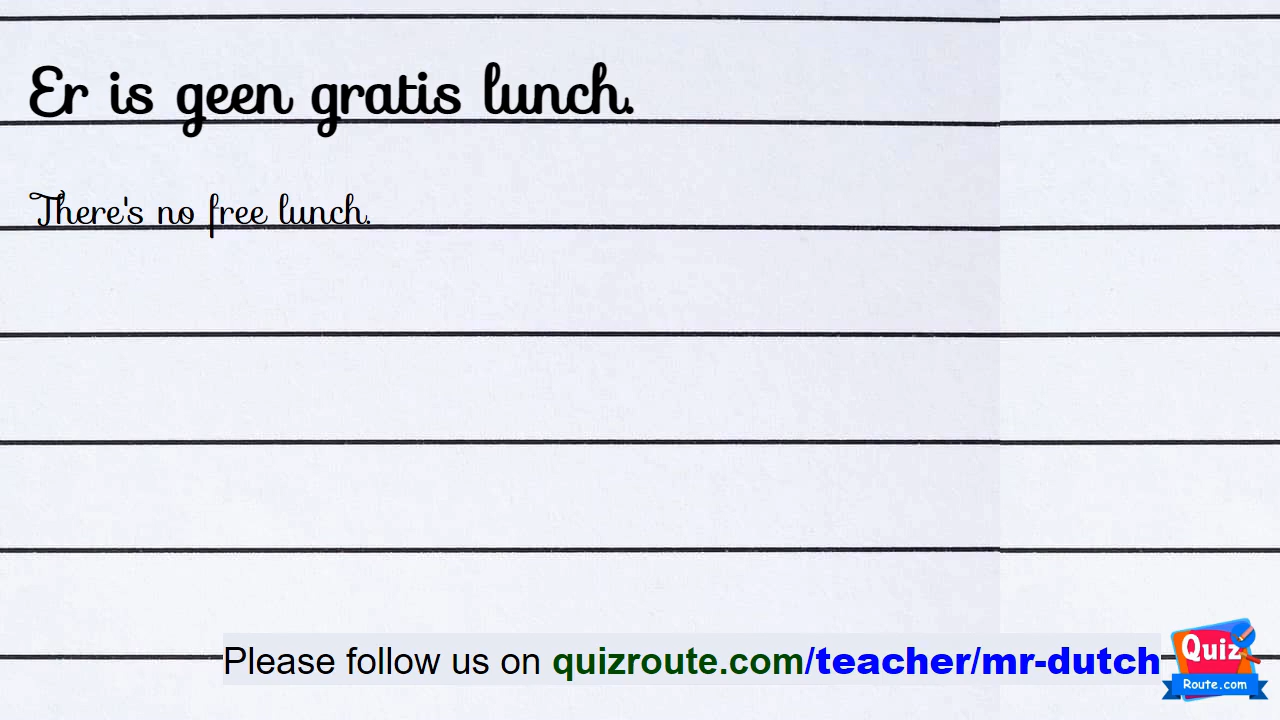 Er is geen gratis lunch.
There's no free lunch.
Please follow us on quizroute.com/teacher/mr-dutch
Quiz
Route.com